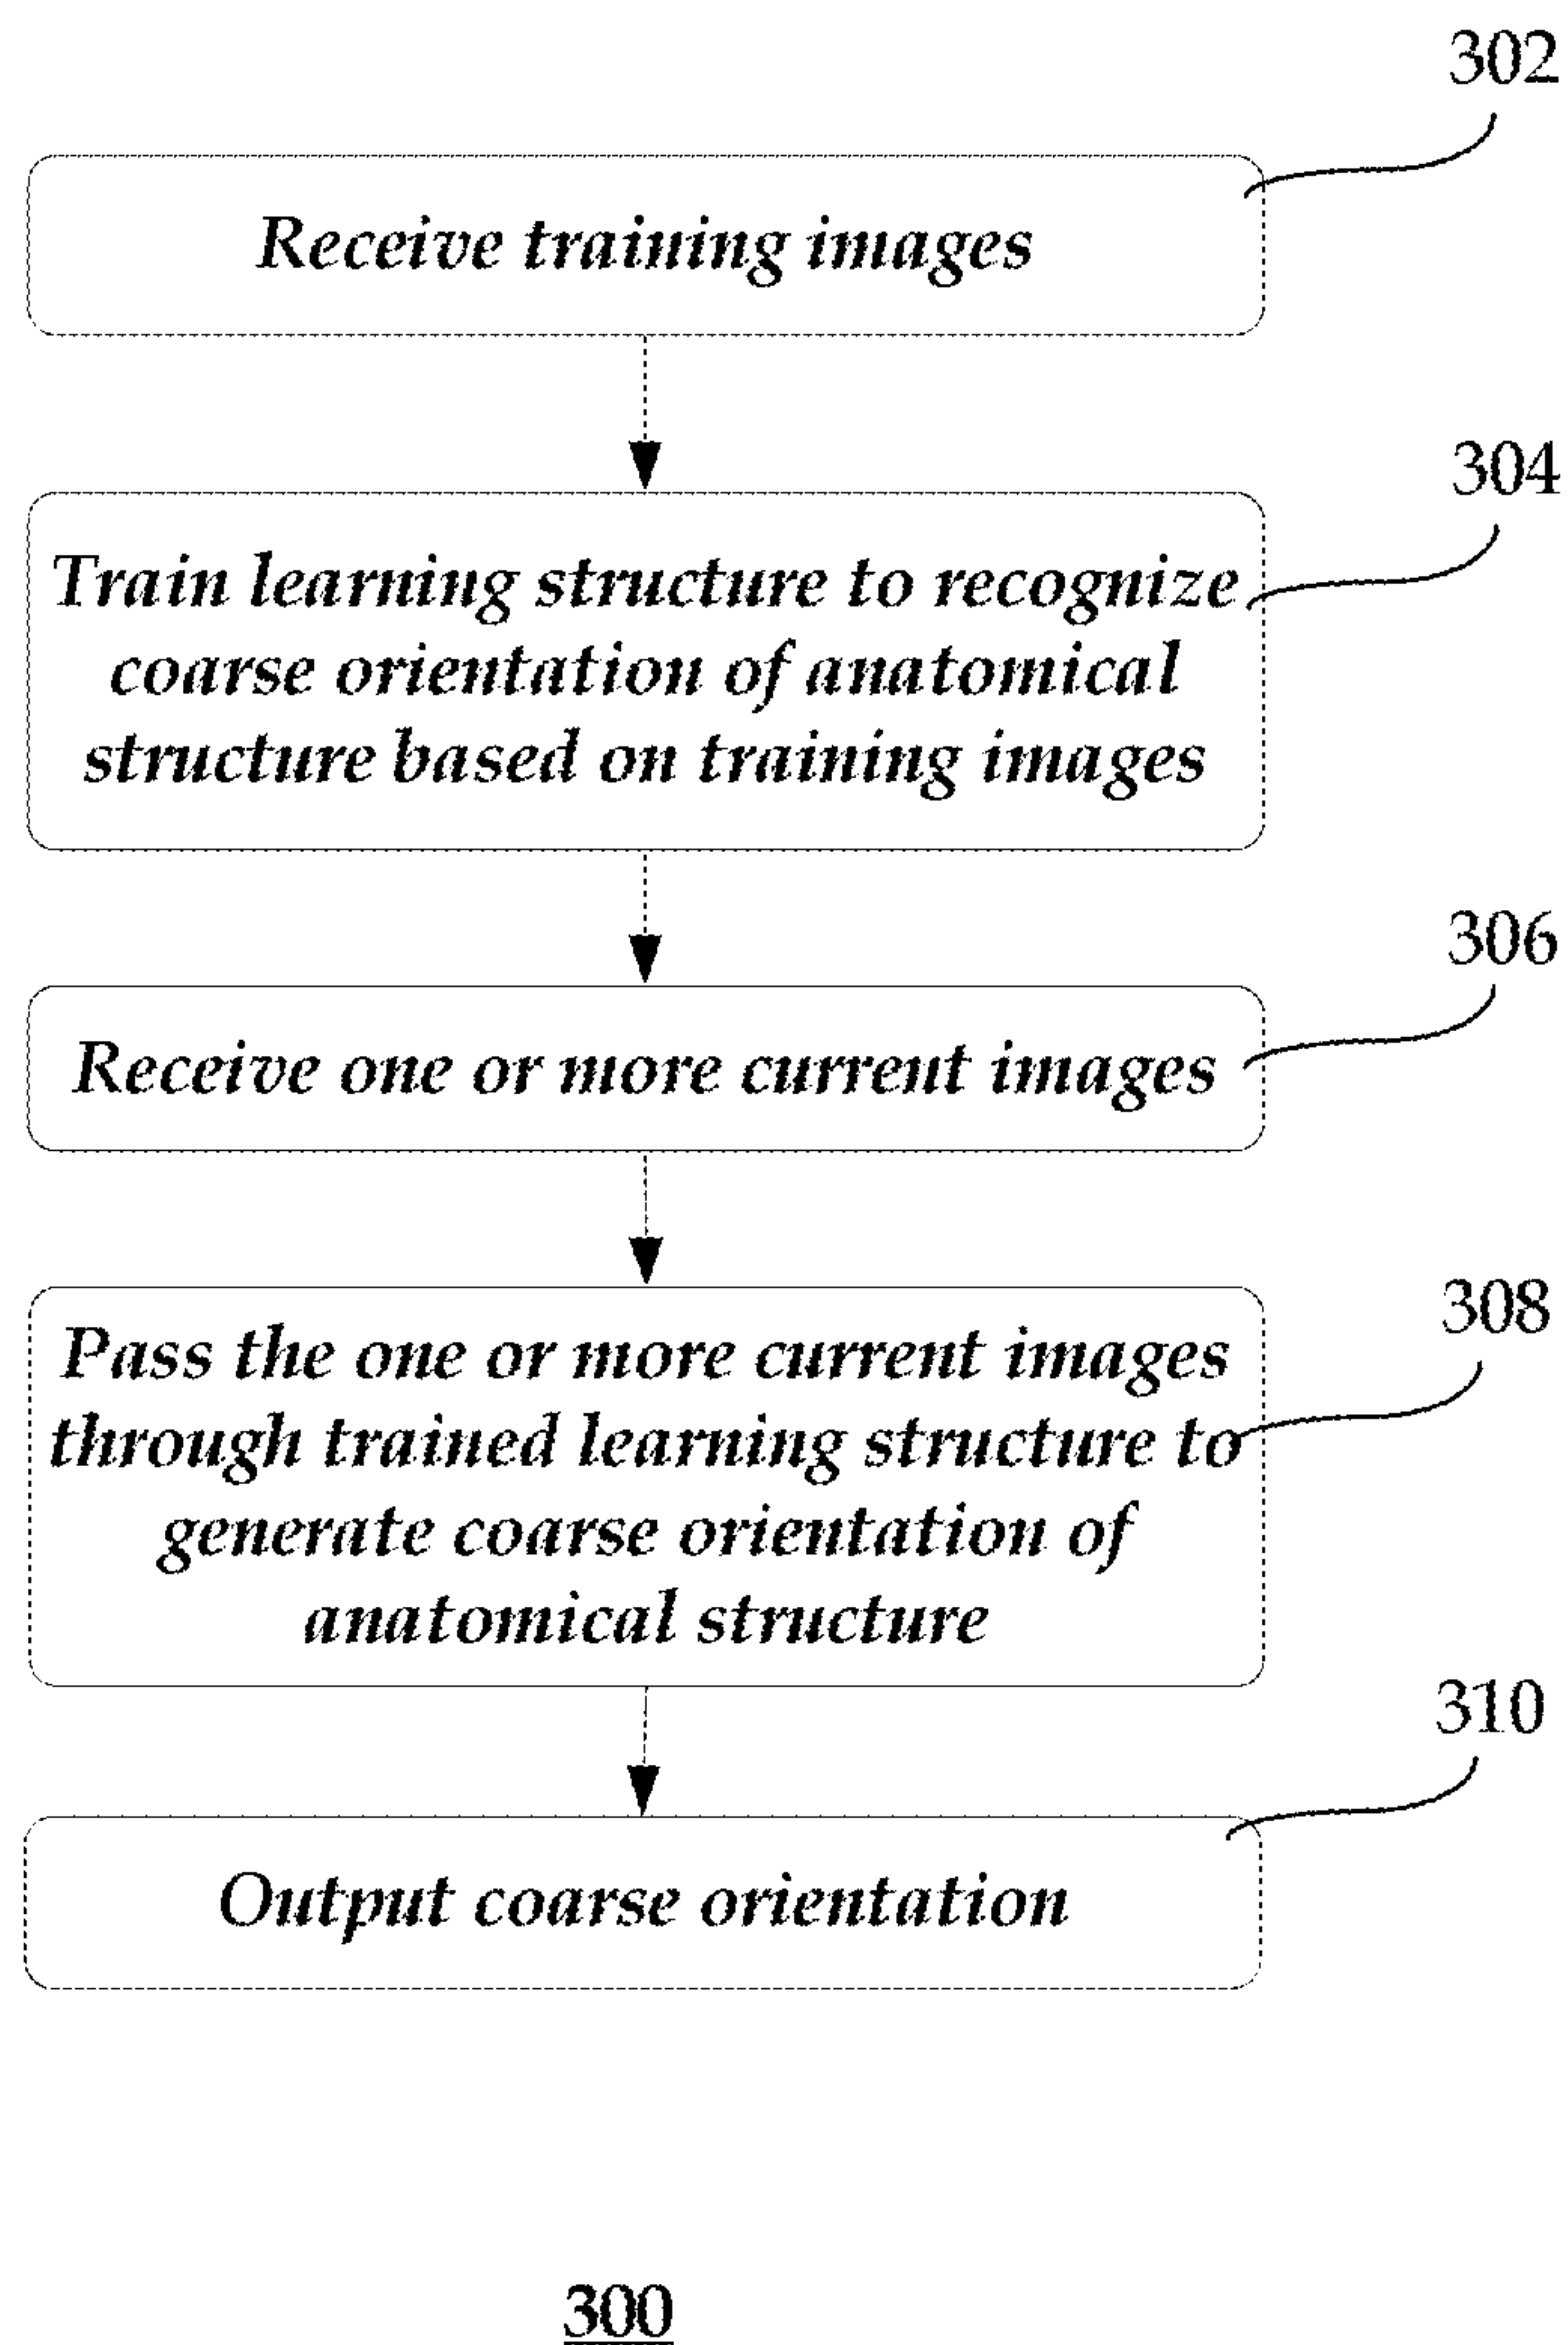 302
Receive training images
304
Train learning structure to recognize
coarse orientation of anatomical
structure based on training images
306
Receive one or more current images
308
Pass the one or more current images
through trained learning structure to
generate coarse orientation of
anatomical structure
310
Output coarse orientation
300